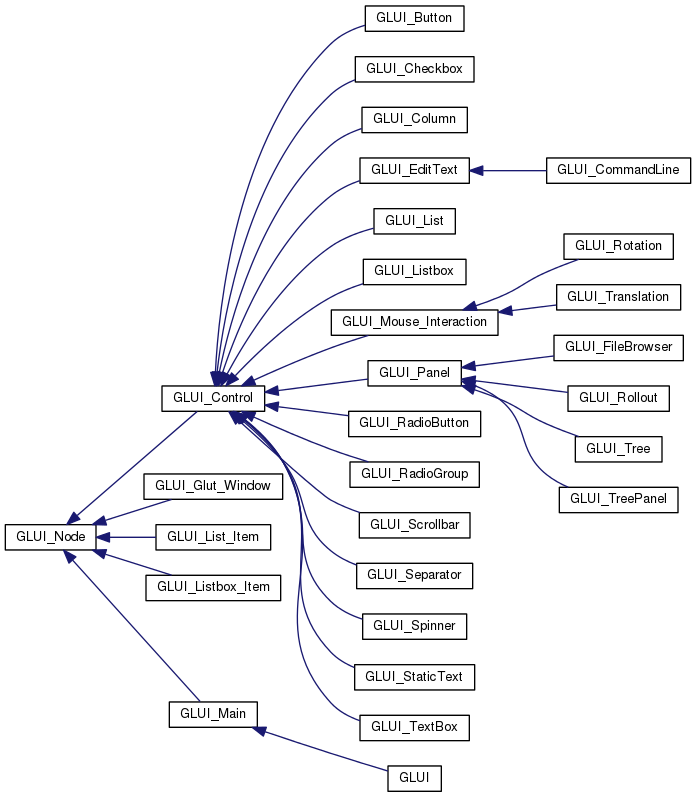 GLUI_Button
GLUI_Checkbox
GLUI_Column
GLUI_EditText
GLUI_CommandLine
GLUI_List
GLUI_Rotation
GLUI_Listbox
GLUI_Translation
GLUI_Mouse_Interaction
GLUI_FileBrowser
GLUI_Panel
GLUI_Control
GLUI_Rollout
GLUI_RadioButton
GLUI_Tree
GLUI_RadioGroup
GLUI_Glut_Window
GLUI_TreePanel
GLUI_Scrollbar
GLUI_Node
GLUI_List_Item
GLUI_Separator
GLUI_Listbox_Item
GLUI_Spinner
GLUI_StaticText
GLUI_Main
GLUI_TextBox
GLUI